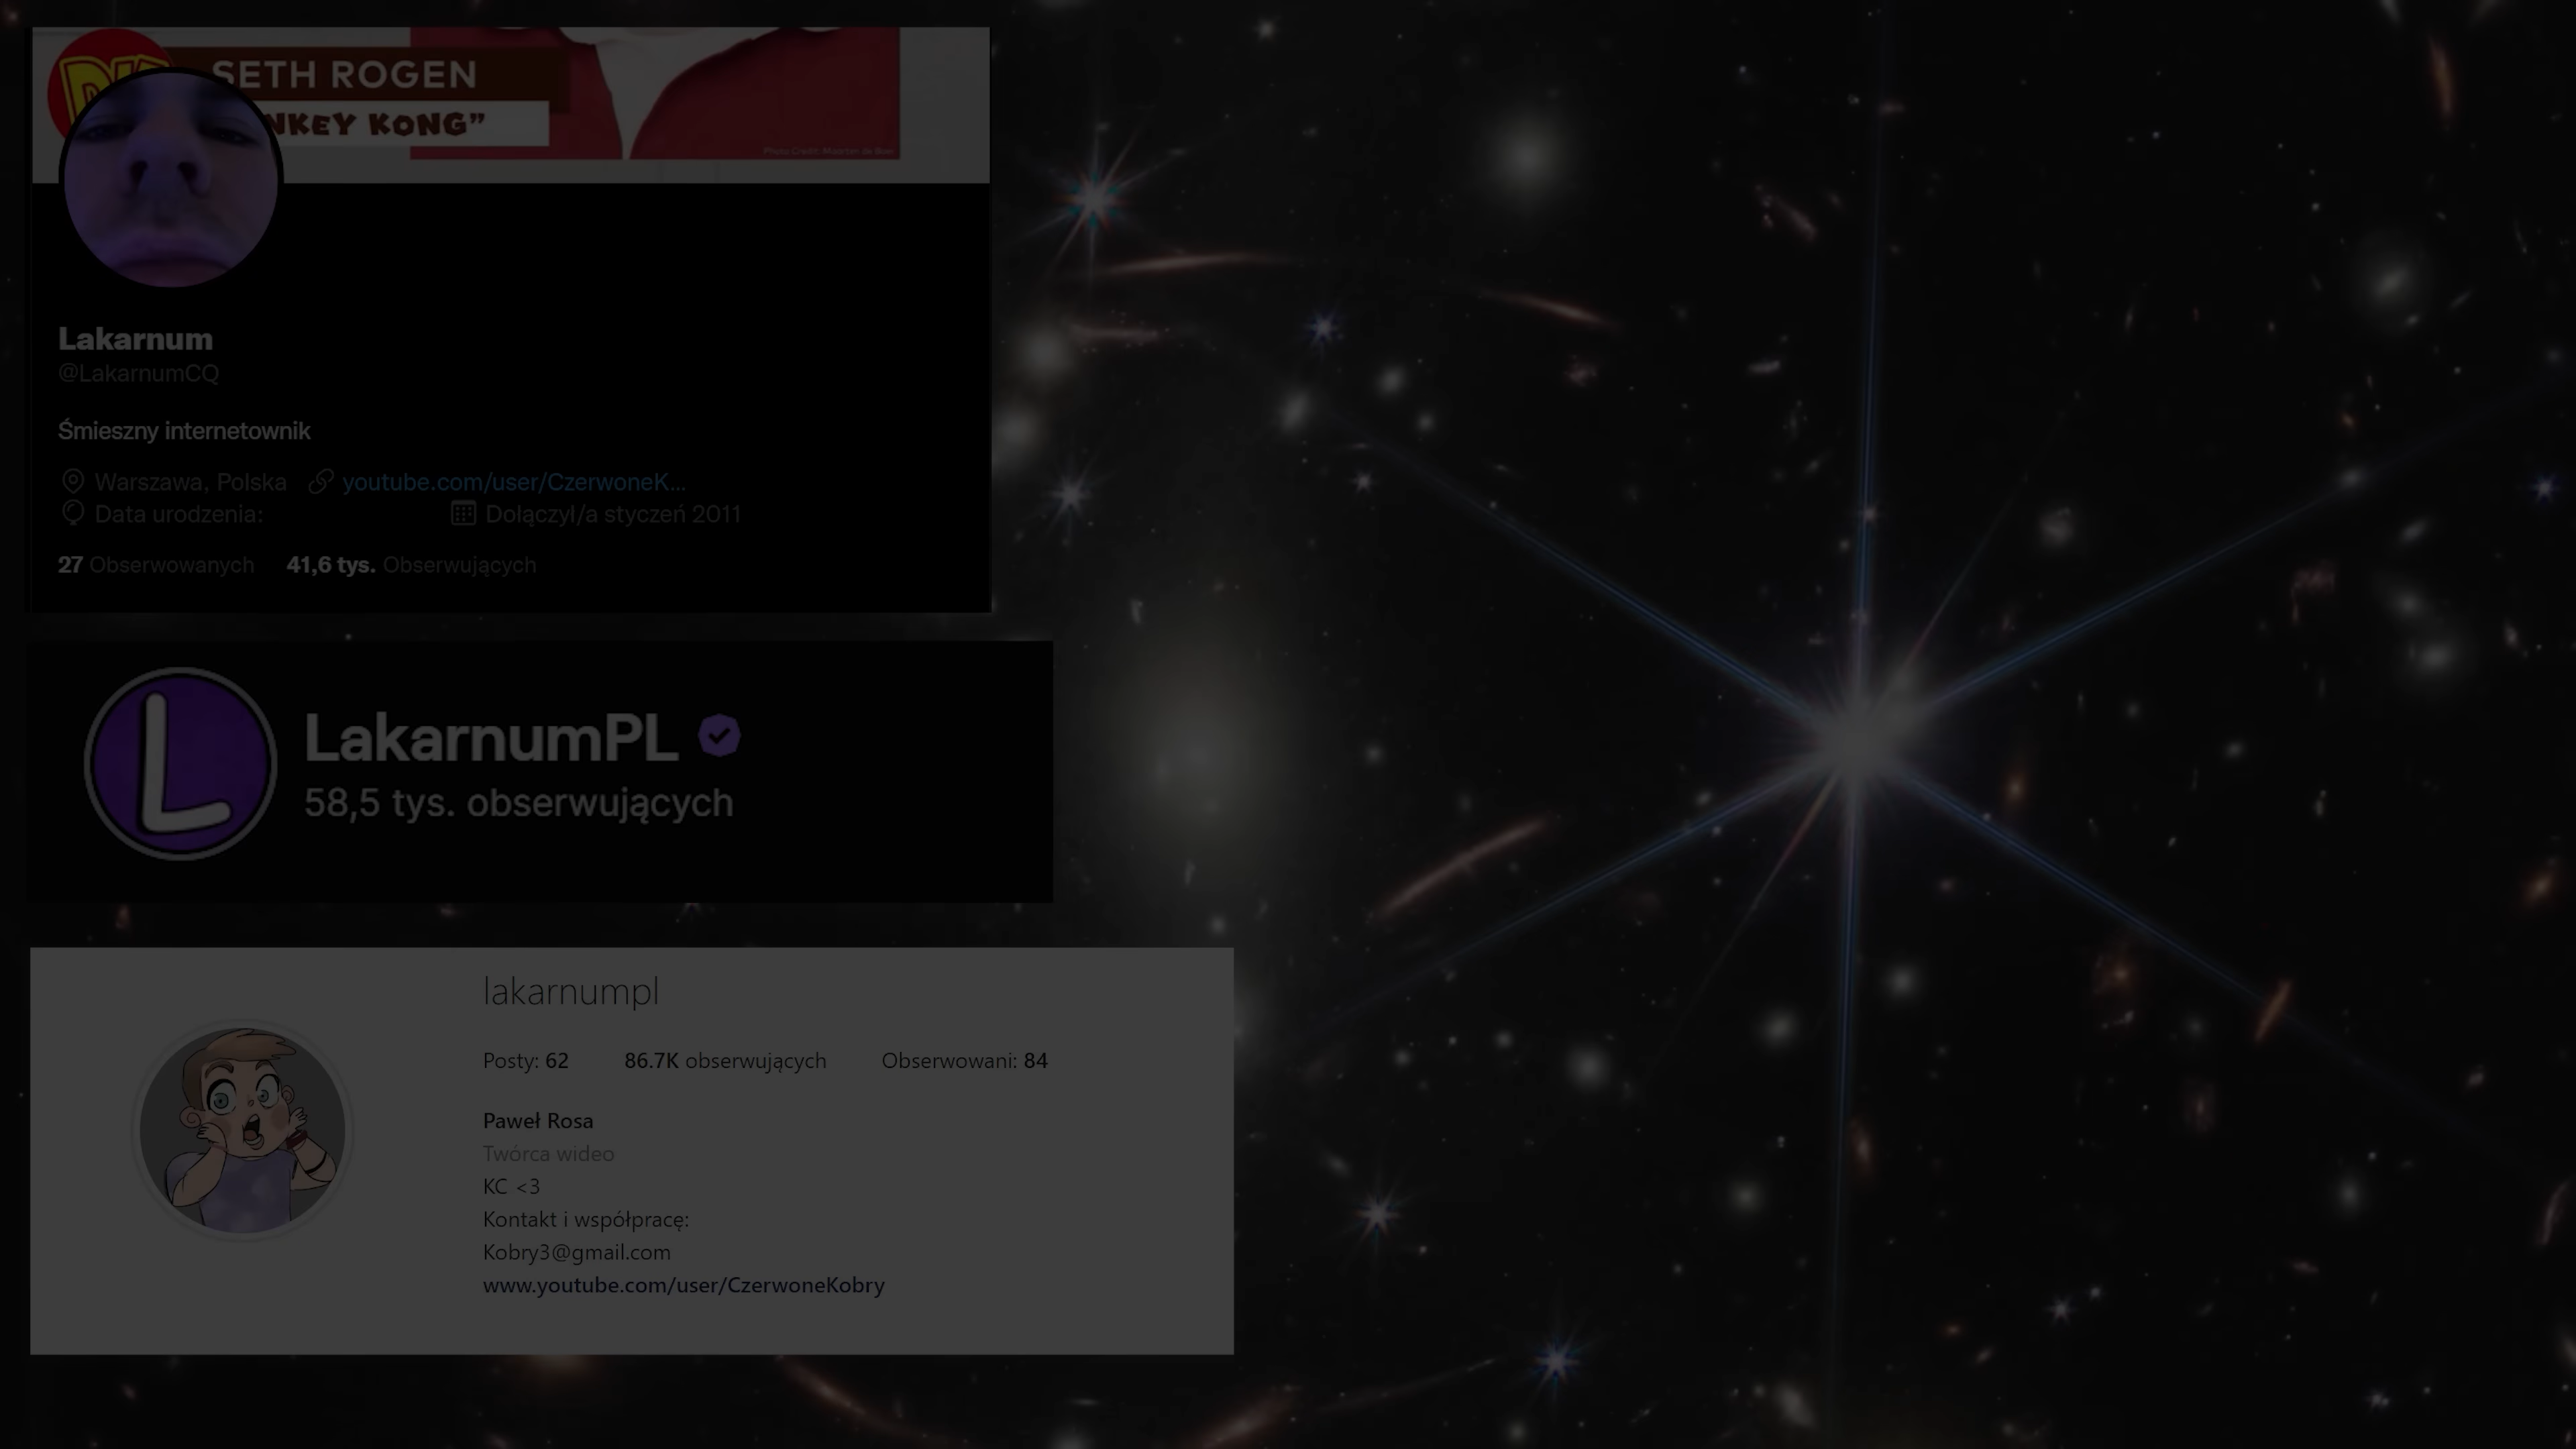 SETH ROGEN
NKEY KONG”
Lakarnum
@LakarnumCQ
Śmieszny internetownik
Warszawa, Polska youtube.com/user/CzerwoneK...
Data urodzenia: Dołączył/a styczeń 2011
27 Obserwowanych 41,6 tys. Obserwujących
LakarnumPL
58,5 tys. obserwujących
lakarnumpl
Posty: 62 86.7K obserwujących Obserwowani: 84
Paweł Rosa
Twórca wideo
KC <3
Kontakt i współpracę:
Kobry3@gmail.com
www.youtube.com/user/CzerwoneKobry